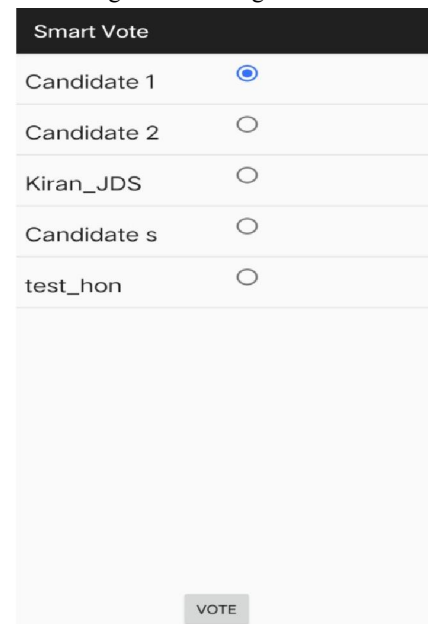 Smart Vote
Candidate 1
Candidate 2
Kiran_JDS
Candidate s
test_hon
VOTE